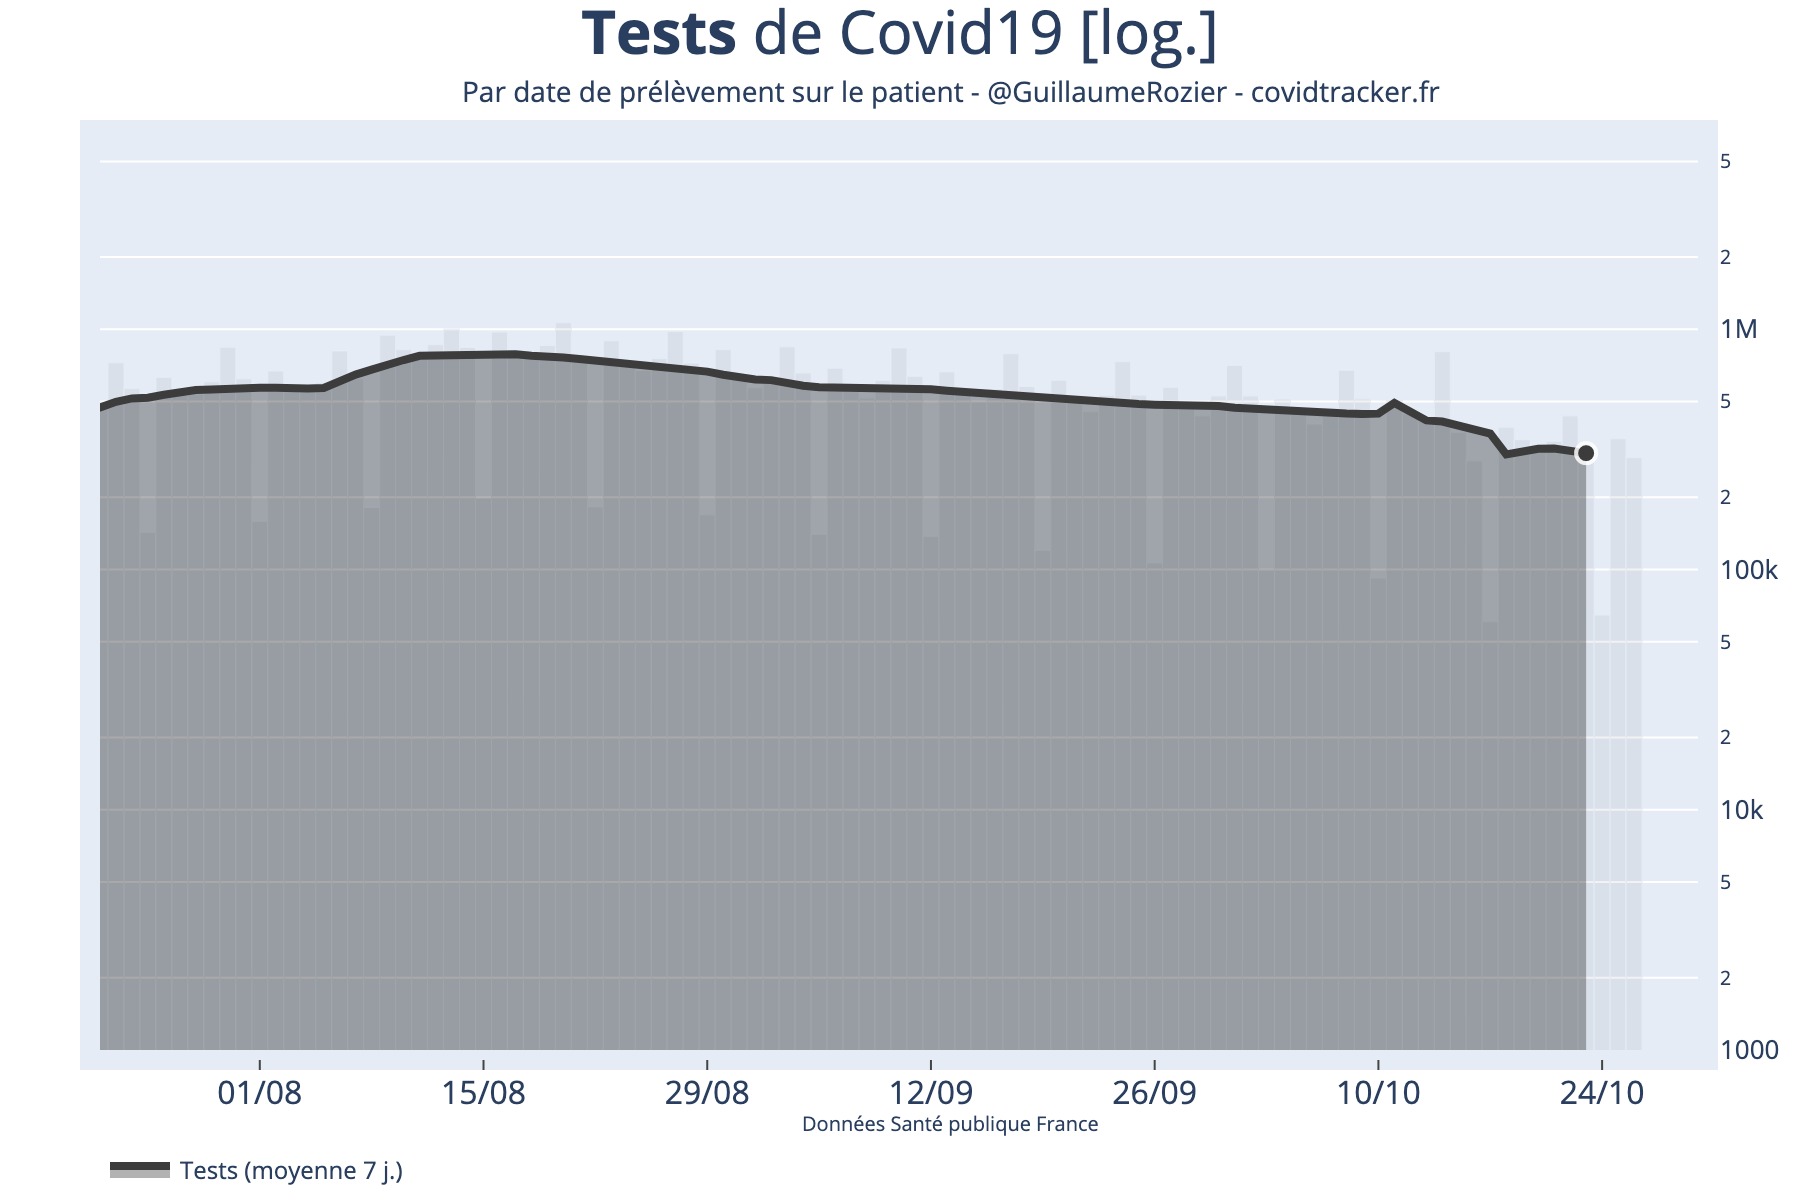 Tests de Covid19 [log.]
Par date de prélèvement sur le patient - @GuillaumeRozier - covidtracker.fr
5
2
1M
5
2
100k
5
2
10k
5
2
1000
01/08 15/08 29/08 12/09 26/09 10/10 24/10
Données Santé publique France
Tests (moyenne 7 j.)